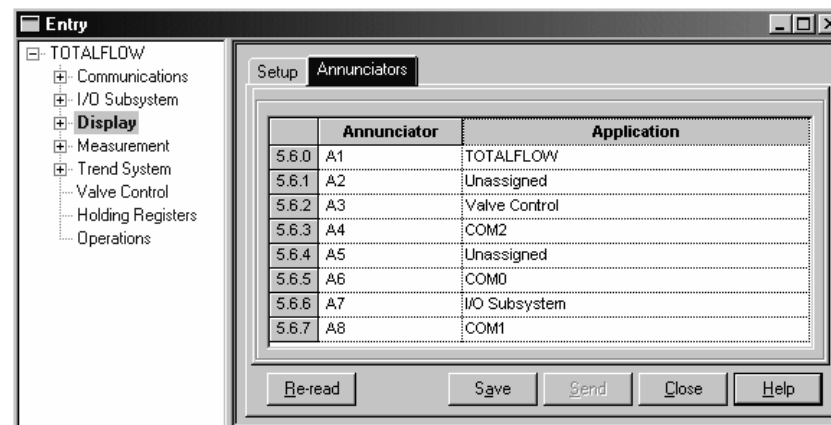 Entry
TOTALFLOW
Communications
I/O Subsystem
Display
Measurement
Trend System
Valve Control
Holding Registers
Operations
Setup Annunciators
Annunciator Application
5.6.0 A1 TOTALFLOW
5.6.1 A2 Unassigned
5.6.2 A3 Valve Control
5.6.3 A4 COM2
5.6.4 A5 Unassigned
5.6.5 A6 COM0
5.6.6 A7 I/O Subsystem
5.6.7 A8 COM1
Re-read Save Send Close Help